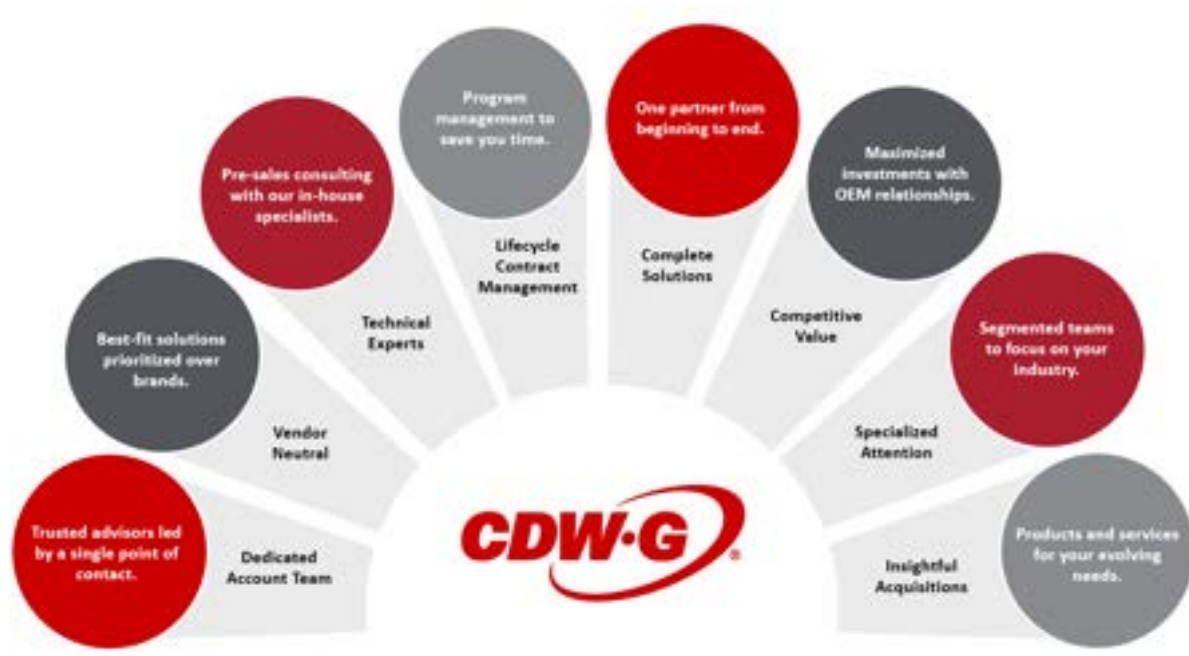 Trusted advisors led
by a single point of
contact.
Dedicated
Account Team
Best-fit solutions
prioritized over
brands.
Vendor
Neutral
Pre-sales consulting
with our in-house
specialists.
Technical
Experts
Program
management to
save you time.
Lifecycle
Contract
Management
One partner from
beginning to end.
Complete
Solutions
Maximized
investments with
OEM relationships.
Competitive
Value
Segmented teams
to focus on your
industry.
Specialized
Attention
Products and services
for your evolving
needs.
Insightful
Acquisitions
CDW·G®